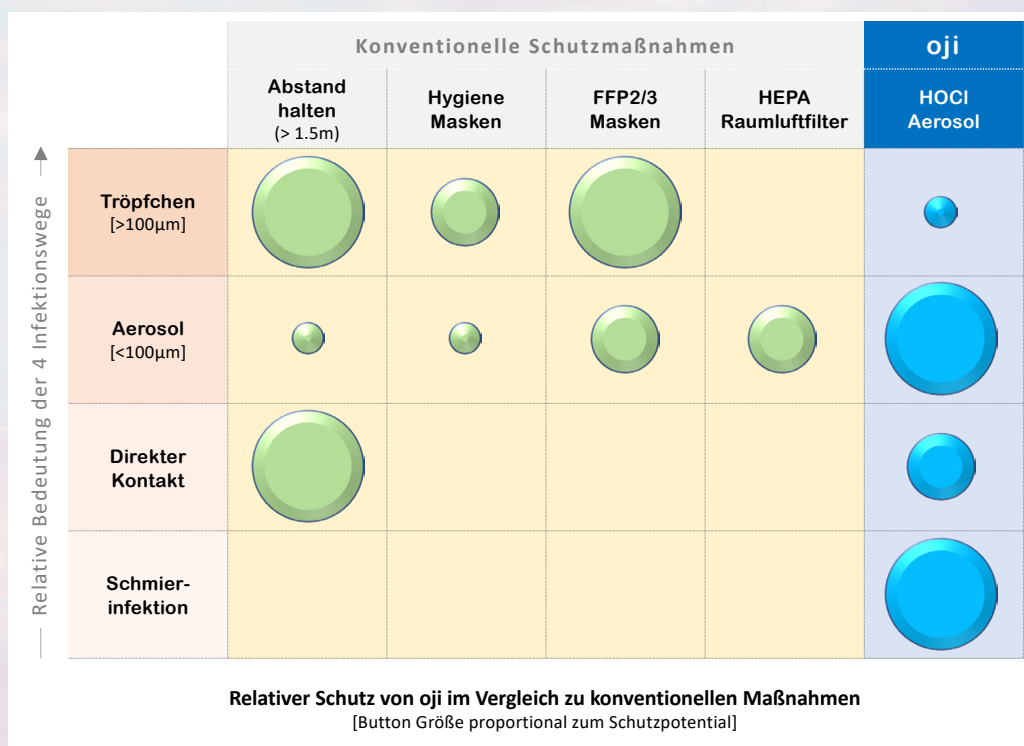 Konventionelle Schutzmaßnahmen
oji
Abstand
halten
(> 1.5m)
Hygiene
Masken
FFP2/3
Masken
HEPA
Raumluftfilter
HOCl
Aerosol
Relative Bedeutung der 4 Infektionswege
Tröpfchen
[>100µm]
Aerosol
[<100µm]
Direkter
Kontakt
Schmier-
infektion
Relativer Schutz von oji im Vergleich zu konventionellen Maßnahmen
[Button Größe proportional zum Schutzpotential]